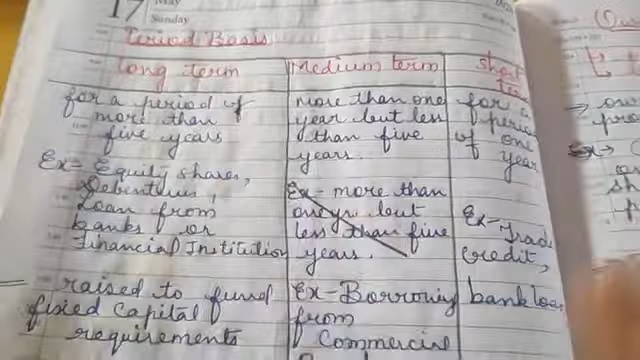 17 May
Sunday
Period Basis
long term
for a period of
more than
five years
Ex- Equity shares,
Debentures,
Loan from
banks or
Financial Institution
raised to fund
fixed capital
requirements
Medium term
more than one
year but less
than five
years.
Ex- more than
one yr. but
less than five
years.
Ex- Borrowing
from
Commercial
short
term
for a
period
of one
year
Ex- Trade
credit,
bank loan